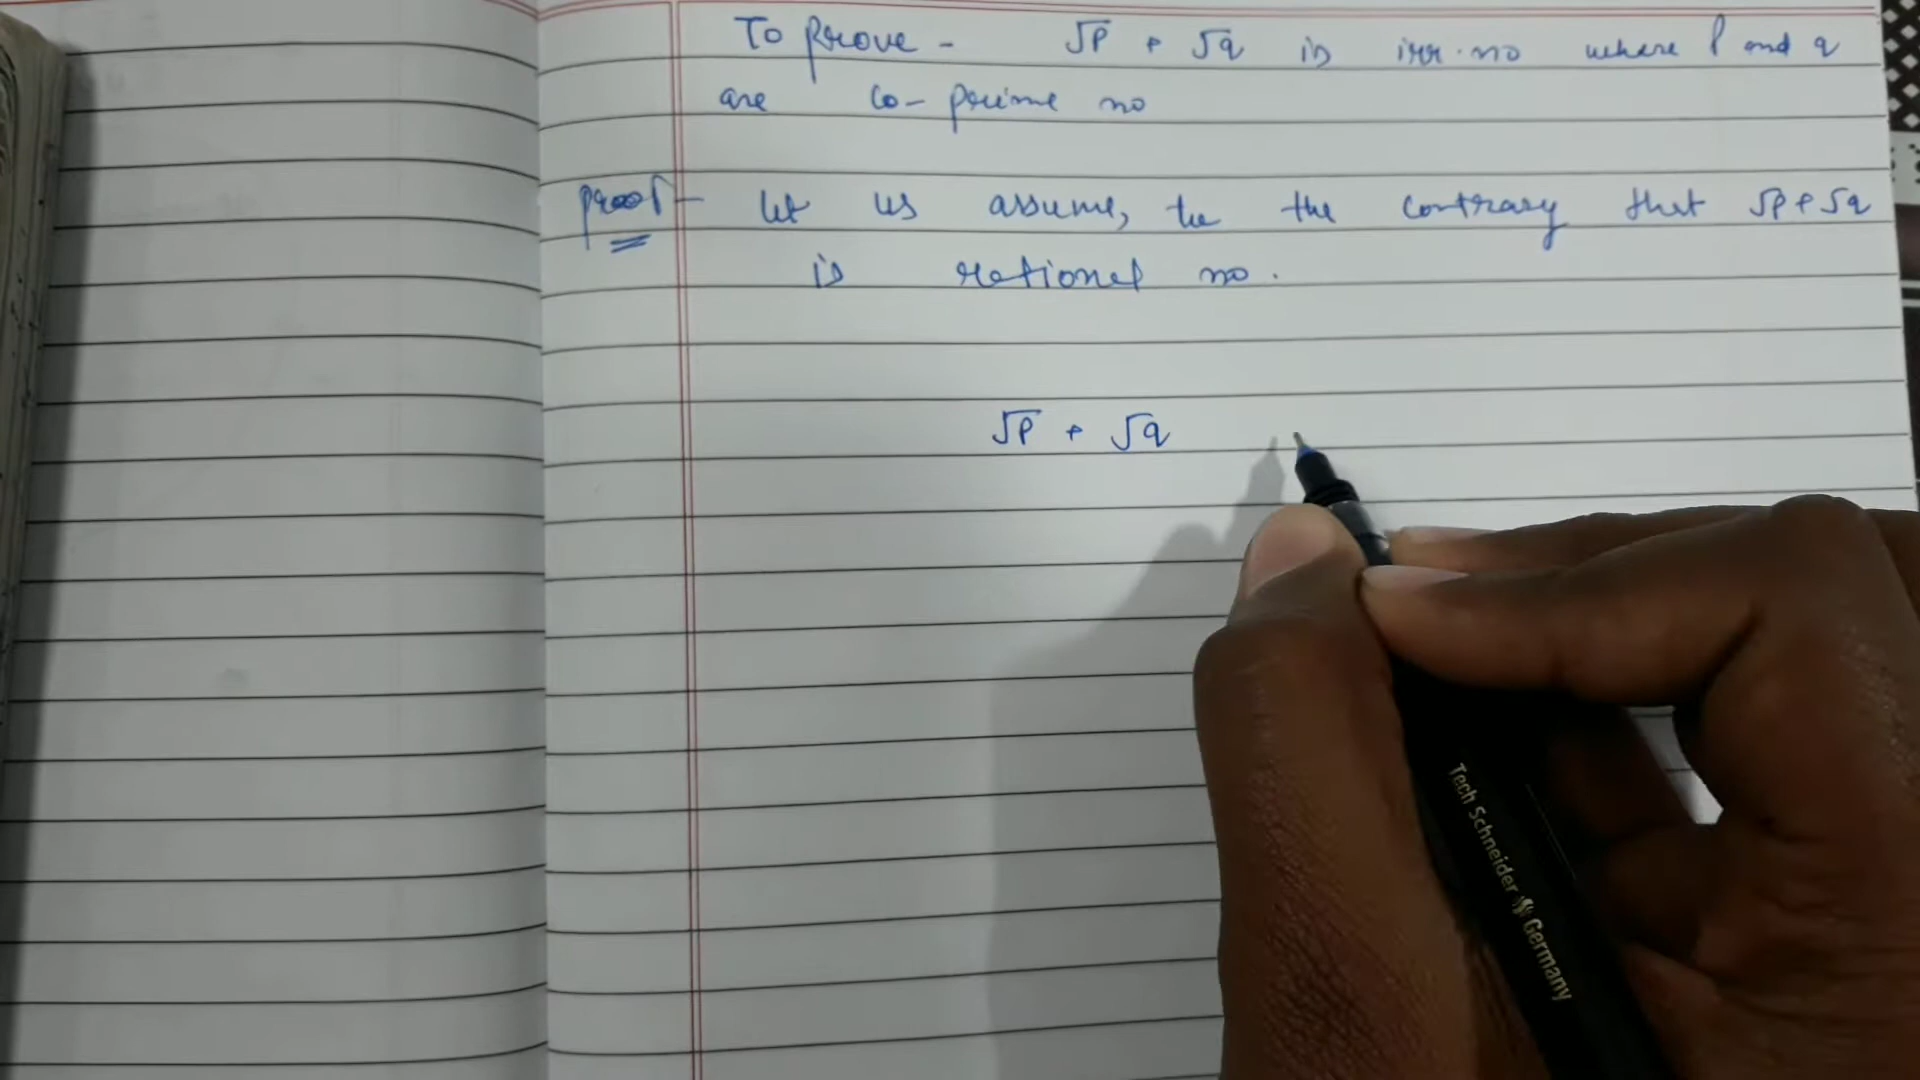 To prove - √p + √q is irr. no where p and q
are co-prime no
proof - let us assume, to the contrary that √p + √q
is rational no.
√p + √q
Tech Schneider Germany